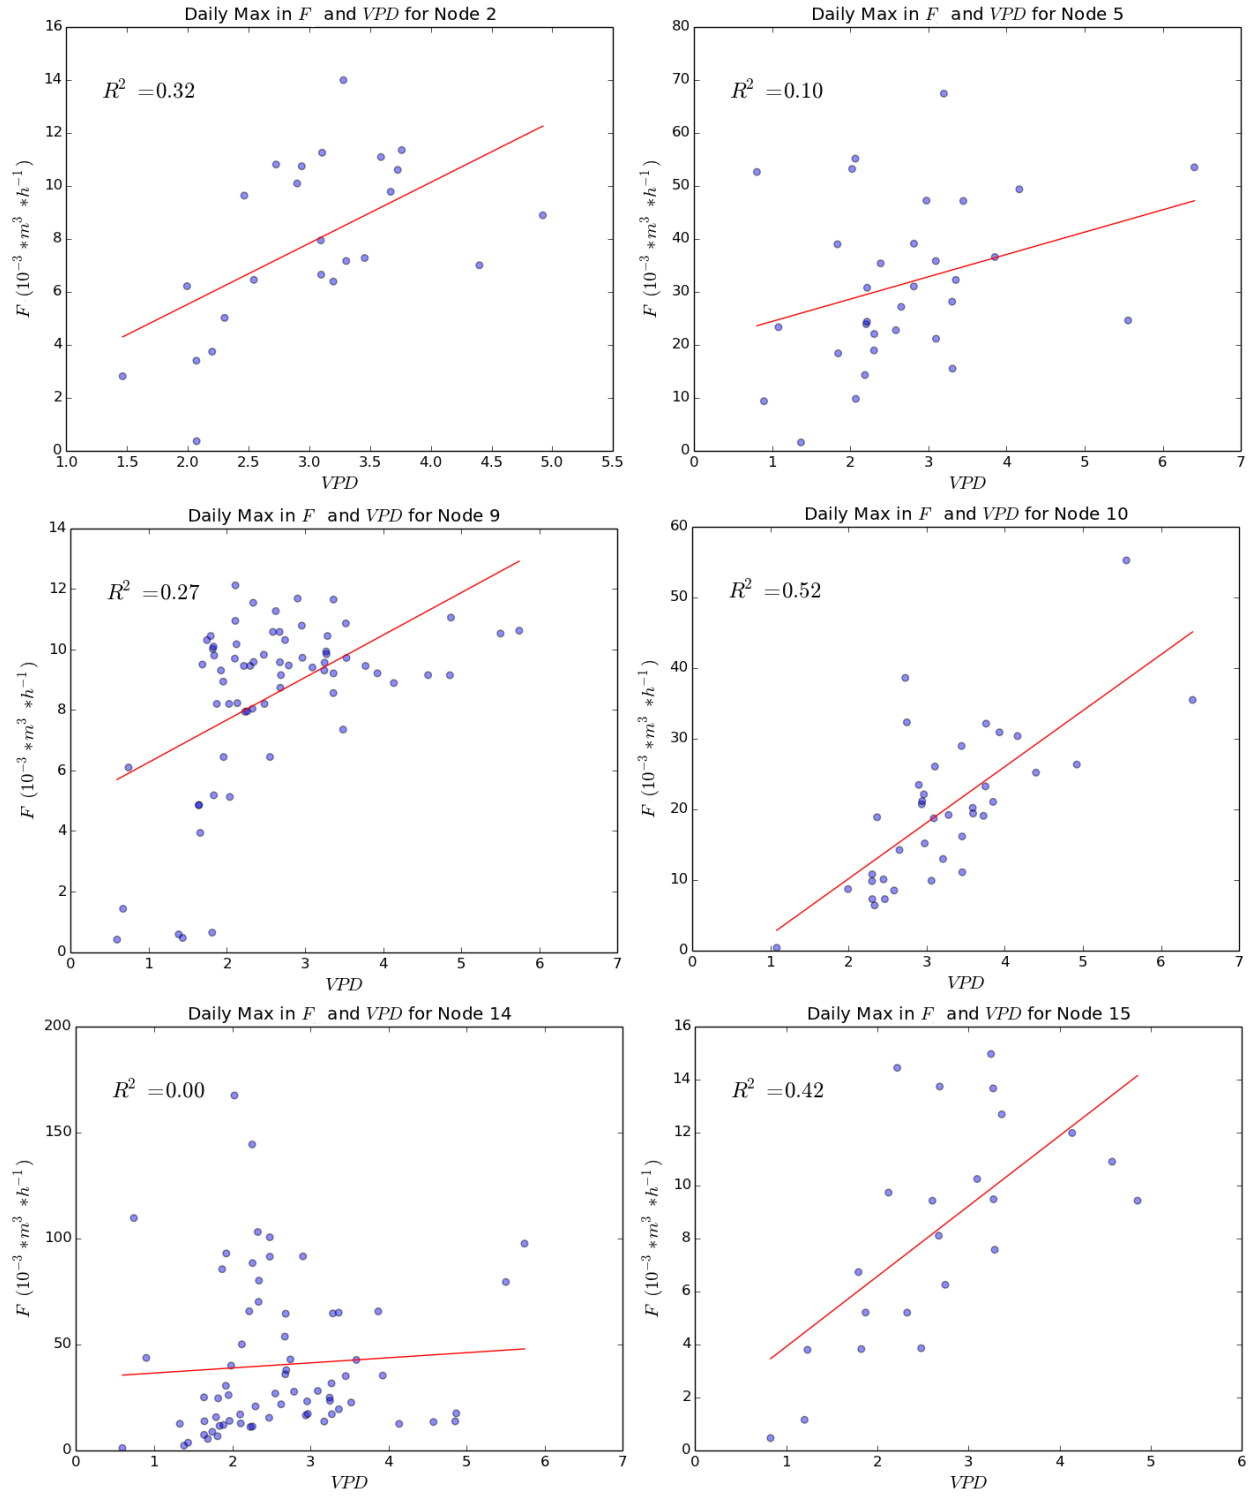 Daily Max in F and VPD for Node 2
16
14
12
10
8
6
4
2
0
R² =0.32
F (10⁻³ *m³ *h⁻¹)
1.0 1.5 2.0 2.5 3.0 3.5 4.0 4.5 5.0 5.5
VPD
Daily Max in F and VPD for Node 5
80
70
60
50
40
30
20
10
0
R² =0.10
F (10⁻³ *m³ *h⁻¹)
0 1 2 3 4 5 6 7
VPD
Daily Max in F and VPD for Node 9
14
12
10
8
6
4
2
0
R² =0.27
F (10⁻³ *m³ *h⁻¹)
0 1 2 3 4 5 6 7
VPD
Daily Max in F and VPD for Node 10
60
50
40
30
20
10
0
R² =0.52
F (10⁻³ *m³ *h⁻¹)
0 1 2 3 4 5 6 7
VPD
Daily Max in F and VPD for Node 14
200
150
100
50
0
R² =0.00
F (10⁻³ *m³ *h⁻¹)
0 1 2 3 4 5 6 7
VPD
Daily Max in F and VPD for Node 15
16
14
12
10
8
6
4
2
0
R² =0.42
F (10⁻³ *m³ *h⁻¹)
0 1 2 3 4 5 6
VPD